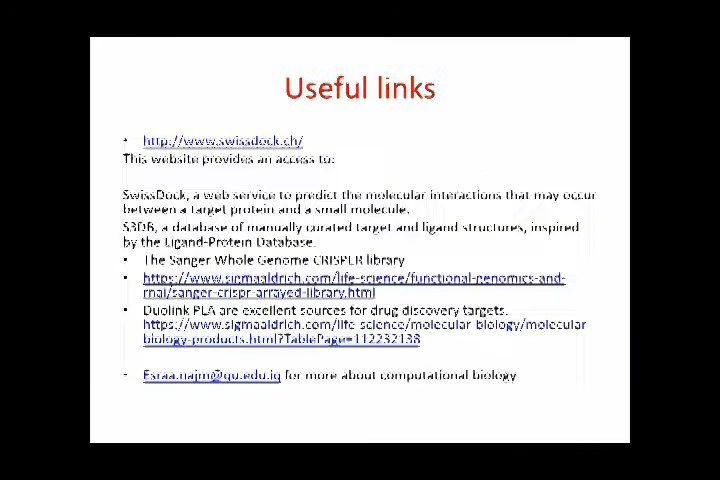 Useful links
• http://www.swissdock.ch/
This website provides an access to:
SwissDock, a web service to predict the molecular interactions that may occur
between a target protein and a small molecule.
S3DB, a database of manually curated target and ligand structures, inspired
by the Ligand-Protein Database.
• The Sanger Whole Genome CRISPER library
• https://www.sigmaaldrich.com/life-science/functional-genomics-and-
rnai/sanger-crispr-arrayed-library.html
• Duolink PLA are excellent sources for drug discovery targets.
https://www.sigmaaldrich.com/life-science/molecular-biology/molecular-
biology-products.html?TablePage=112232138
• Esraa.najm@qu.edu.iq for more about computational biology